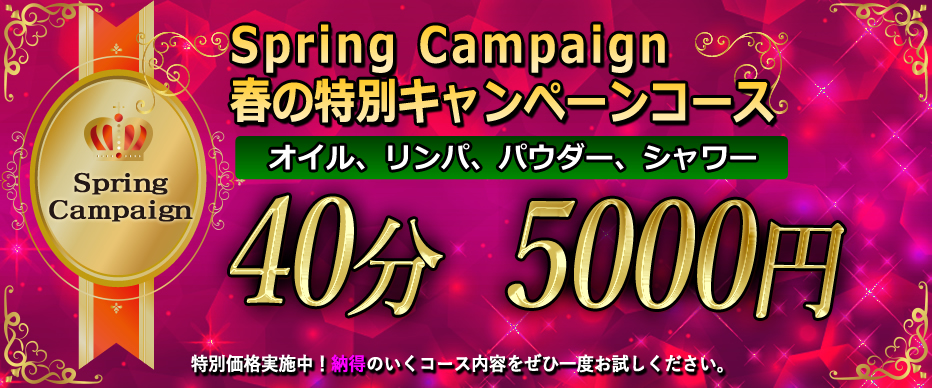 Spring Campaign
春の特別キャンペーンコース
Spring
Campaign
オイル、リンパ、パウダー、シャワー
40分 5000円
特別価格実施中！納得のいくコース内容をぜひ一度お試しください。